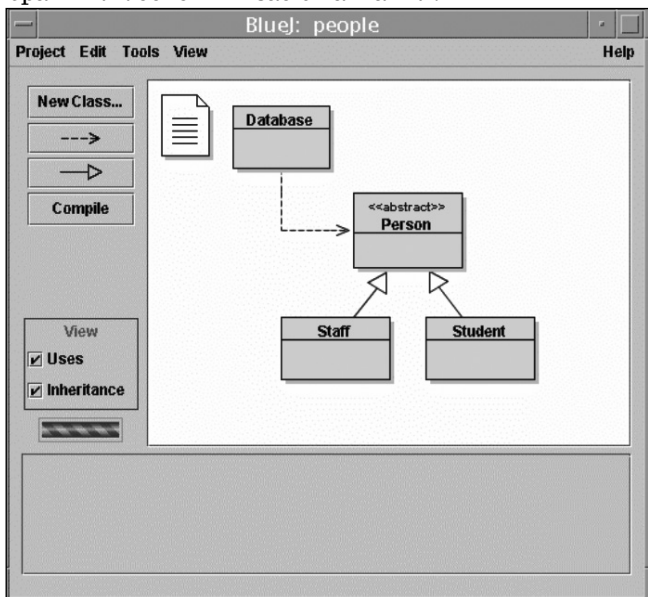 BlueJ: people
Project Edit Tools View Help
New Class...
Compile
Database
<<abstract>>
Person
Staff
Student
View
Uses
Inheritance